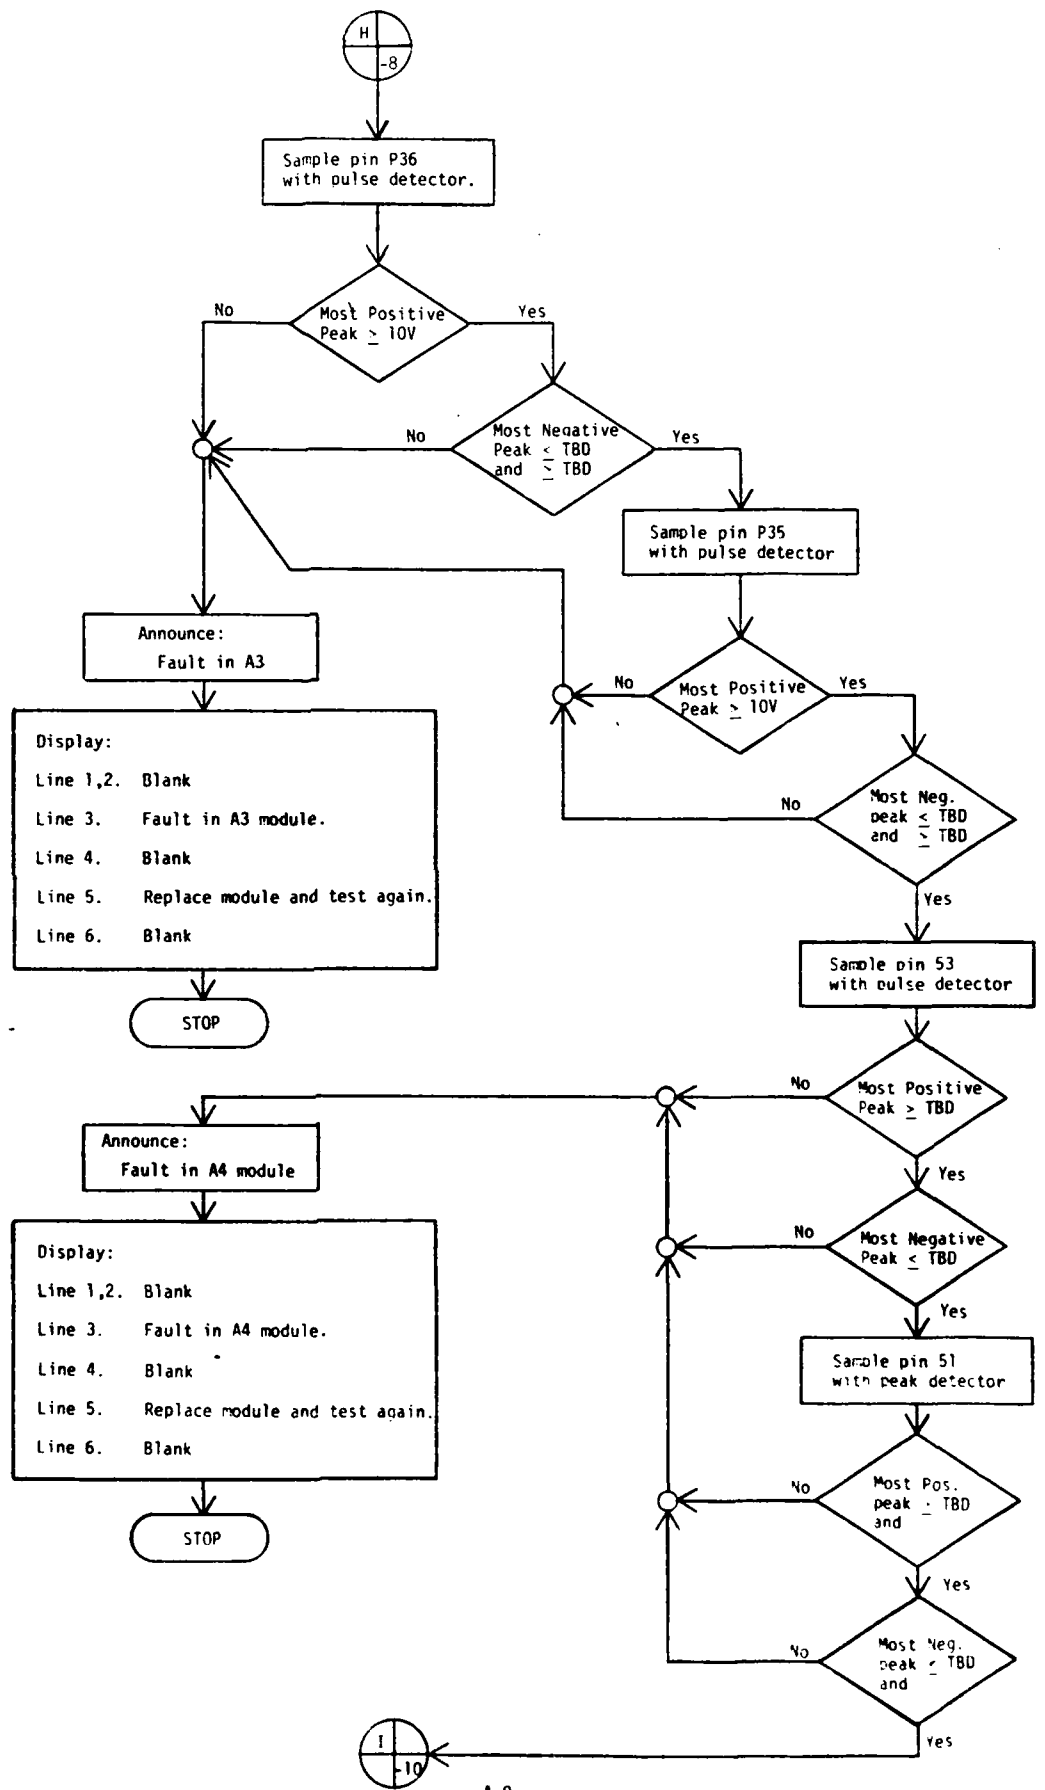 H
-8
Sample pin P36
with pulse detector.
Most Positive
Peak ≥ 10V
No
Yes
Most Negative
Peak ≤ TBD
and ≥ TBD
No
Yes
Sample pin P35
with pulse detector
Most Positive
Peak ≥ 10V
No
Yes
Most Neg.
peak ≤ TBD
and ≥ TBD
No
Yes
Announce:
Fault in A3
Display:
Line 1,2. Blank
Line 3. Fault in A3 module.
Line 4. Blank
Line 5. Replace module and test again.
Line 6. Blank
STOP
Sample pin 53
with pulse detector
Most Positive
Peak ≥ TBD
No
Yes
Most Negative
Peak ≤ TBD
No
Yes
Sample pin 51
with peak detector
Most Pos.
peak ≥ TBD
and
No
Yes
Most Neg.
peak ≤ TBD
and
No
Yes
Announce:
Fault in A4 module
Display:
Line 1,2. Blank
Line 3. Fault in A4 module.
Line 4. Blank
Line 5. Replace module and test again.
Line 6. Blank
STOP
I
-10